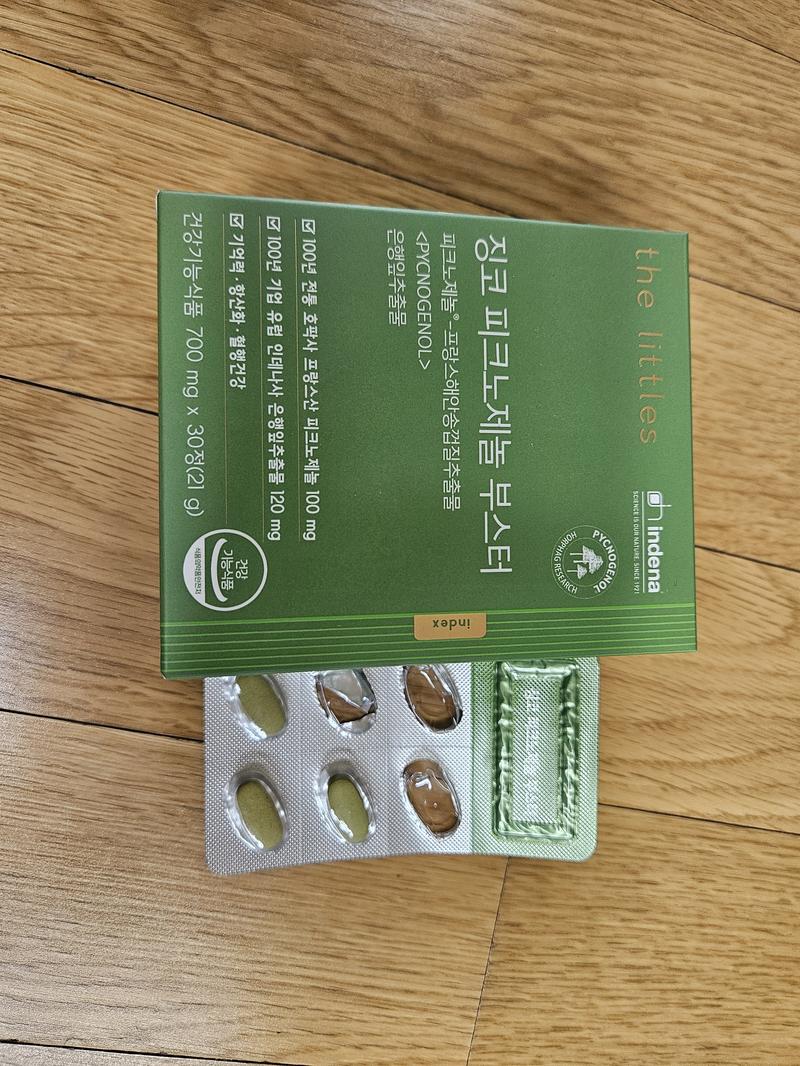 the littles
indena
SCIENCE IS OUR NATURE. SINCE 1921
PYCNOGENOL®
HORPHAG RESEARCH
징코 피크노제놀 부스터
피크노제놀®-프랑스해안송껍질추출물
<PYCNOGENOL>
은행잎추출물
100년 전통 호팍사 프랑스산 피크노제놀 100 mg
100년 기업 유럽 인데나사 은행잎추출물 120 mg
기억력·항산화·혈행건강
건강기능식품 700 mg x 30정(21 g)
건강
기능식품
식품의약품안전처
index